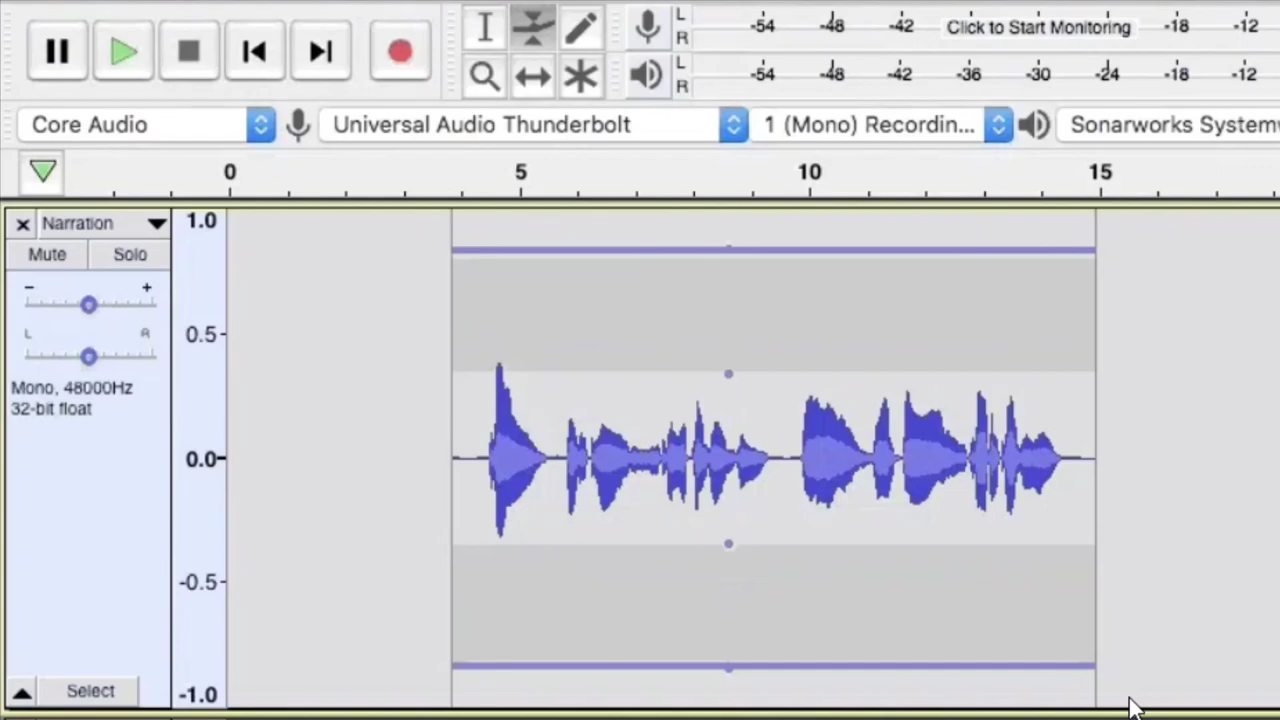 L
R
-54 -48 -42 Click to Start Monitoring -18 -12
L
R
-54 -48 -42 -36 -30 -24 -18 -12
Core Audio Universal Audio Thunderbolt 1 (Mono) Recordin... Sonarworks System
0 5 10 15
Narration
Mute Solo
- +
L R
Mono, 48000Hz
32-bit float
Select
1.0
0.5-
0.0-
-0.5-
-1.0